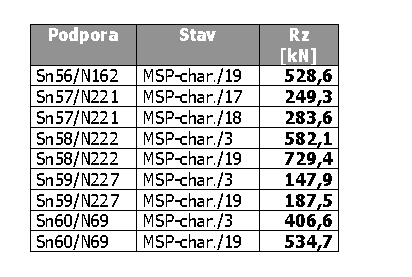 Podpora Stav Rz
[kN]
Sn56/N162 MSP-char./19 528,6
Sn57/N221 MSP-char./17 249,3
Sn57/N221 MSP-char./18 283,6
Sn58/N222 MSP-char./3 582,1
Sn58/N222 MSP-char./19 729,4
Sn59/N227 MSP-char./3 147,9
Sn59/N227 MSP-char./19 187,5
Sn60/N69 MSP-char./3 406,6
Sn60/N69 MSP-char./19 534,7